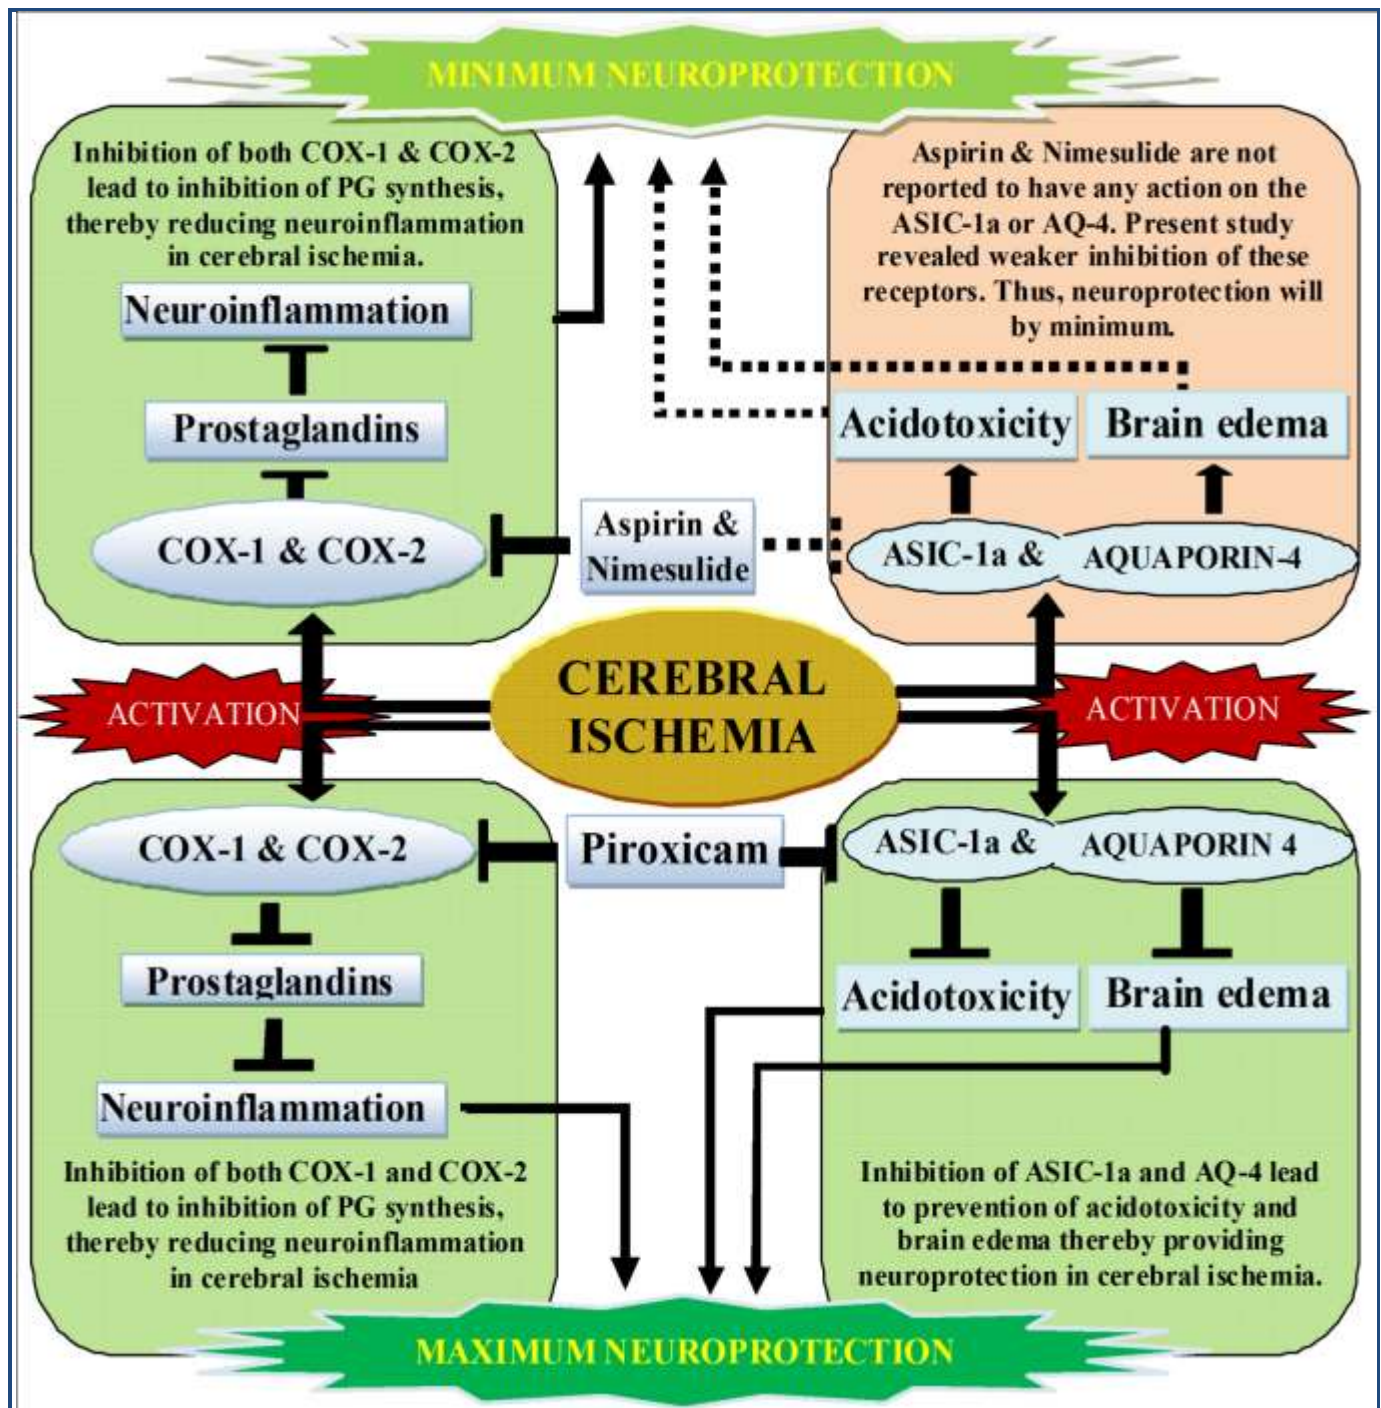 MINIMUM NEUROPROTECTION
Inhibition of both COX-1 & COX-2
lead to inhibition of PG synthesis,
thereby reducing neuroinflammation
in cerebral ischemia.
Neuroinflammation
Prostaglandins
COX-1 & COX-2
Aspirin &
Nimesulide
Aspirin & Nimesulide are not
reported to have any action on the
ASIC-1a or AQ-4. Present study
revealed weaker inhibition of these
receptors. Thus, neuroprotection will
by minimum.
Acidotoxicity
Brain edema
ASIC-1a &
AQUAPORIN-4
ACTIVATION
CEREBRAL
ISCHEMIA
ACTIVATION
COX-1 & COX-2
Piroxicam
ASIC-1a &
AQUAPORIN 4
Prostaglandins
Neuroinflammation
Inhibition of both COX-1 and COX-2
lead to inhibition of PG synthesis,
thereby reducing neuroinflammation
in cerebral ischemia
Acidotoxicity
Brain edema
Inhibition of ASIC-1a and AQ-4 lead
to prevention of acidotoxicity and
brain edema thereby providing
neuroprotection in cerebral ischemia.
MAXIMUM NEUROPROTECTION